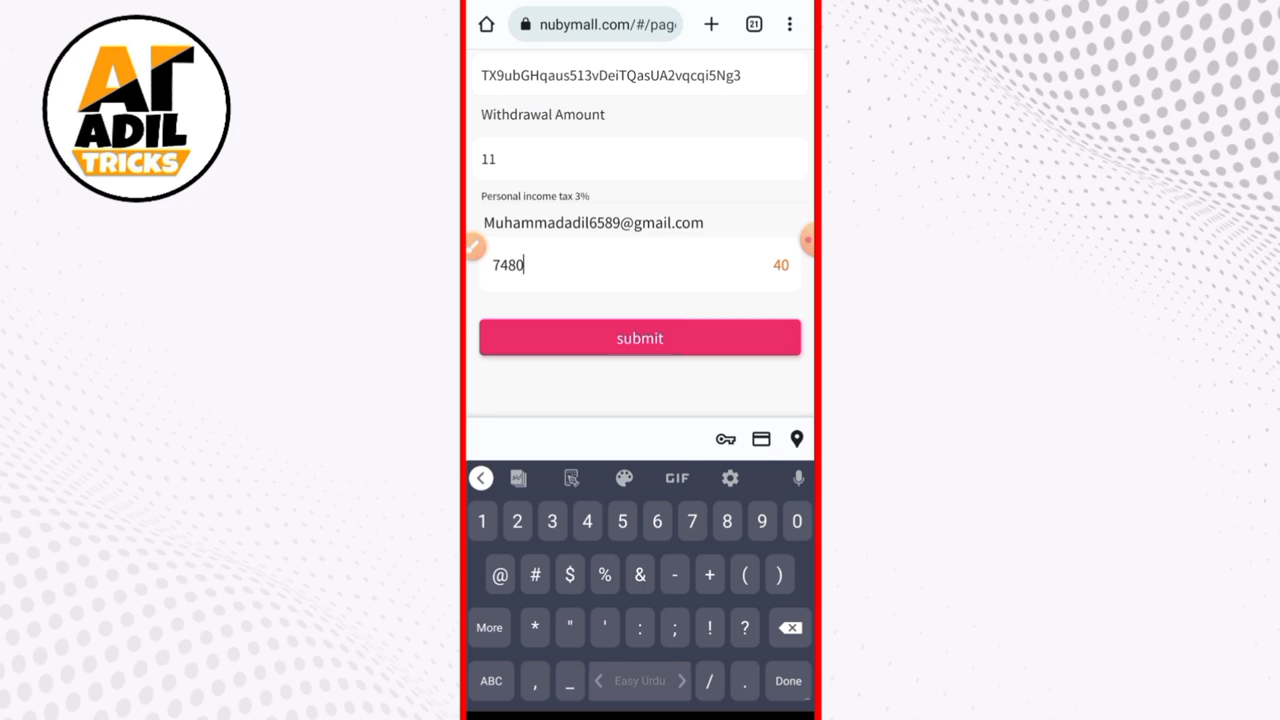 AT
ADIL
TRICKS
nubymall.com/#/pag
21
TX9ubGHqaus513vDeiTQasUA2vqcqi5Ng3
Withdrawal Amount
11
Personal income tax 3%
Muhammadadil6589@gmail.com
7480 40
submit
GIF
1 2 3 4 5 6 7 8 9 0
@ # $ % & - + ( )
More * " ' : ; ! ?
ABC , _ Easy Urdu / . Done